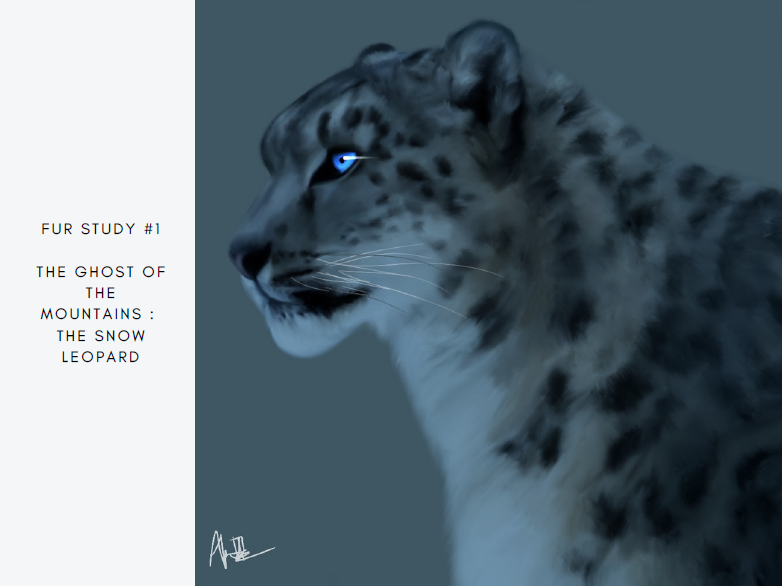 FUR STUDY #1
THE GHOST OF
THE
MOUNTAINS :
THE SNOW
LEOPARD